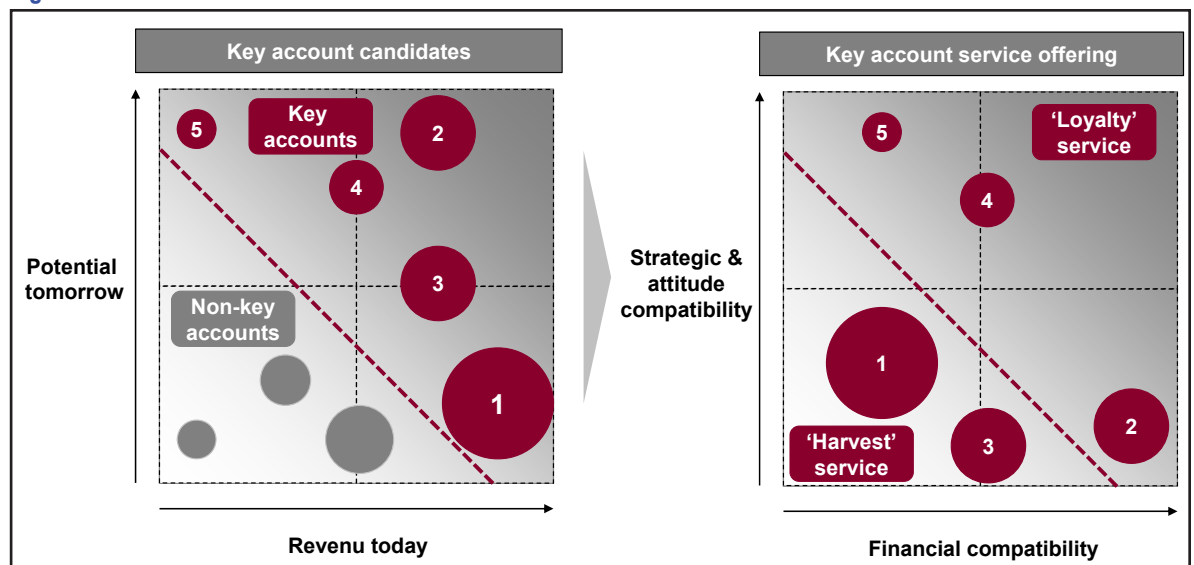 Key account candidates
5
Key
accounts
2
4
3
1
Non-key
accounts
Potential
tomorrow
Revenu today
Key account service offering
5
'Loyalty'
service
4
1
3
2
'Harvest'
service
Strategic &
attitude
compatibility
Financial compatibility